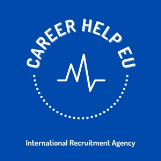 CAREER HELP EU
International Recruitment Agency